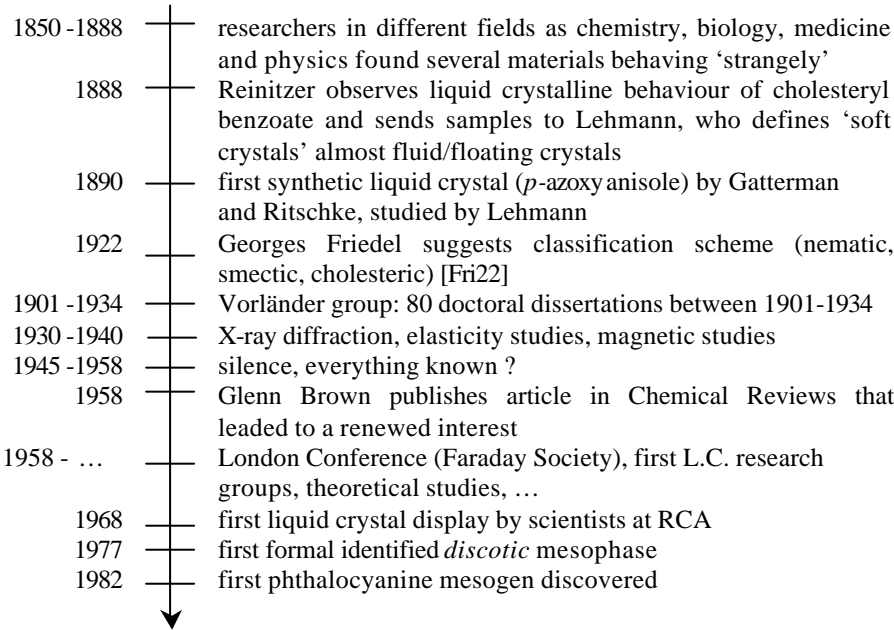 1850 -1888 researchers in different fields as chemistry, biology, medicine
and physics found several materials behaving ‘strangely’
1888 Reinitzer observes liquid crystalline behaviour of cholesteryl
benzoate and sends samples to Lehmann, who defines ‘soft
crystals’ almost fluid/floating crystals
1890 first synthetic liquid crystal (p-azoxyanisole) by Gatterman
and Ritschke, studied by Lehmann
1922 Georges Friedel suggests classification scheme (nematic,
smectic, cholesteric) [Fri22]
1901 -1934 Vorländer group: 80 doctoral dissertations between 1901-1934
1930 -1940 X-ray diffraction, elasticity studies, magnetic studies
1945 -1958 silence, everything known ?
1958 Glenn Brown publishes article in Chemical Reviews that
leaded to a renewed interest
1958 - … London Conference (Faraday Society), first L.C. research
groups, theoretical studies, …
1968 first liquid crystal display by scientists at RCA
1977 first formal identified discotic mesophase
1982 first phthalocyanine mesogen discovered